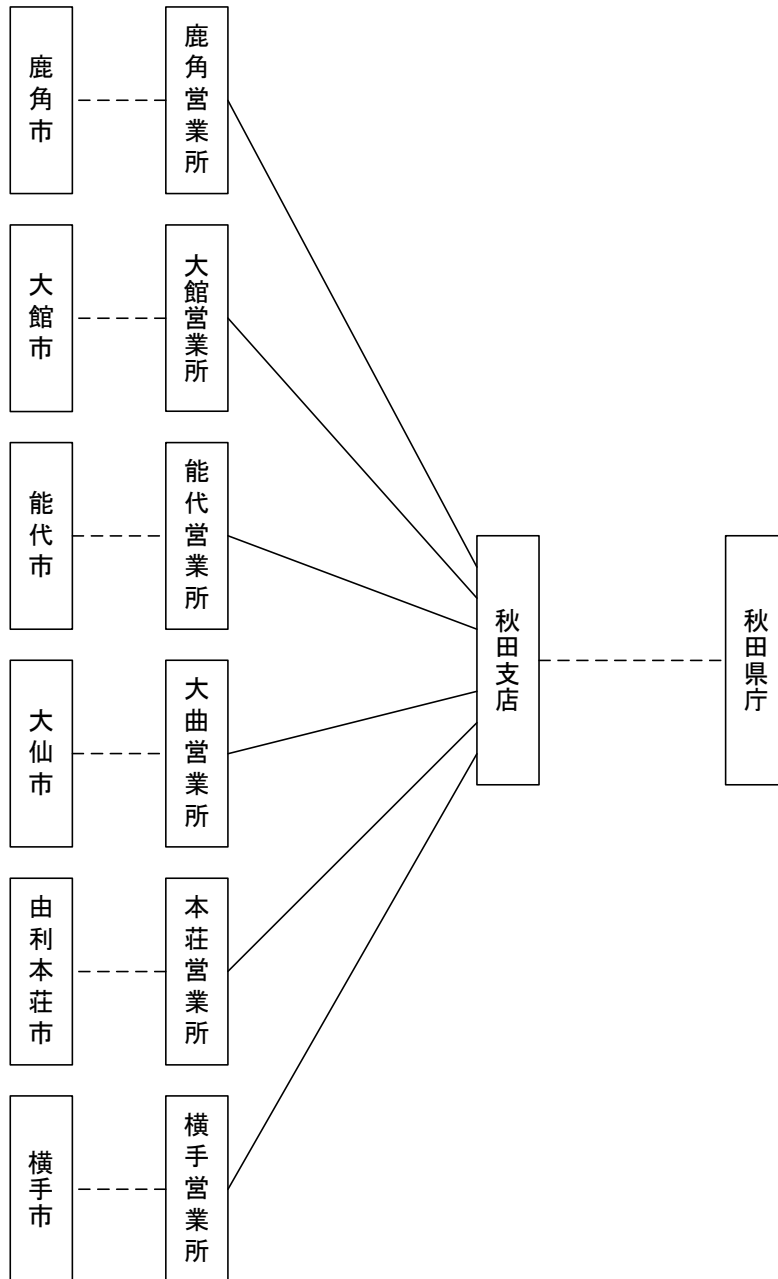 鹿角市
鹿角営業所
大館市
大館営業所
能代市
能代営業所
大仙市
大曲営業所
由利本荘市
本荘営業所
横手市
横手営業所
秋田支店
秋田県庁